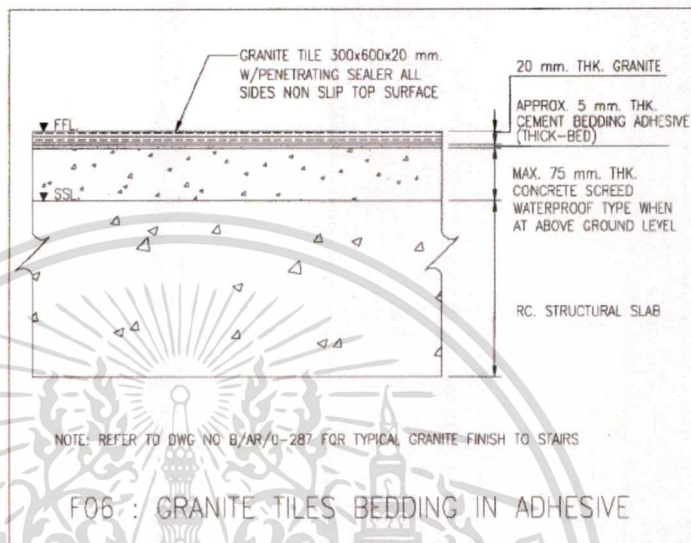 GRANITE TILE 300x600x20 mm.
W/PENETRATING SEALER ALL
SIDES NON SLIP TOP SURFACE
20 mm. THK. GRANITE
APPROX. 5 mm. THK.
CEMENT BEDDING ADHESIVE
(THICK-BED)
FFL.
MAX. 75 mm. THK.
CONCRETE SCREED
WATERPROOF TYPE WHEN
AT ABOVE GROUND LEVEL
SSL.
RC. STRUCTURAL SLAB
NOTE: REFER TO DWG NO B/AR/0-287 FOR TYPICAL GRANITE FINISH TO STAIRS
F06 : GRANITE TILES BEDDING IN ADHESIVE